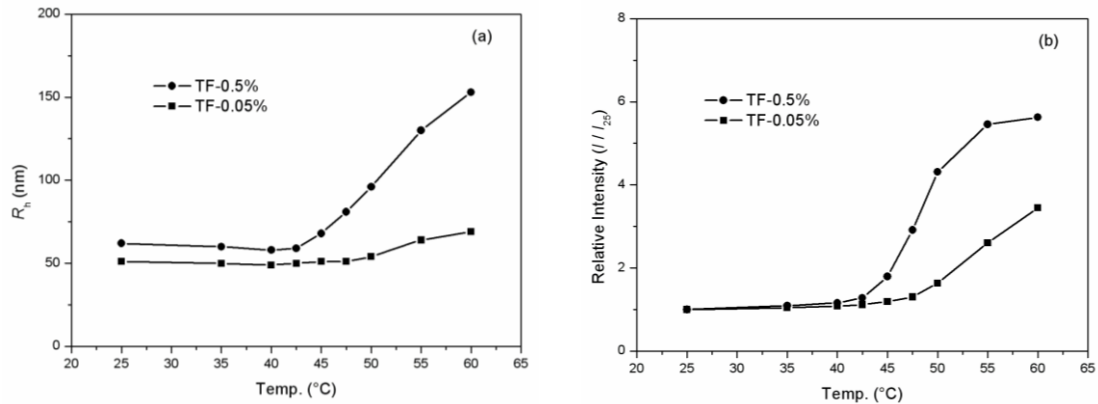 (a)
200
150
100
50
0
TF-0.5%
TF-0.05%
R_h (nm)
20 25 30 35 40 45 50 55 60 65
Temp. (°C)
(b)
8
6
4
2
0
TF-0.5%
TF-0.05%
Relative Intensity (I / I_25)
20 25 30 35 40 45 50 55 60 65
Temp. (°C)